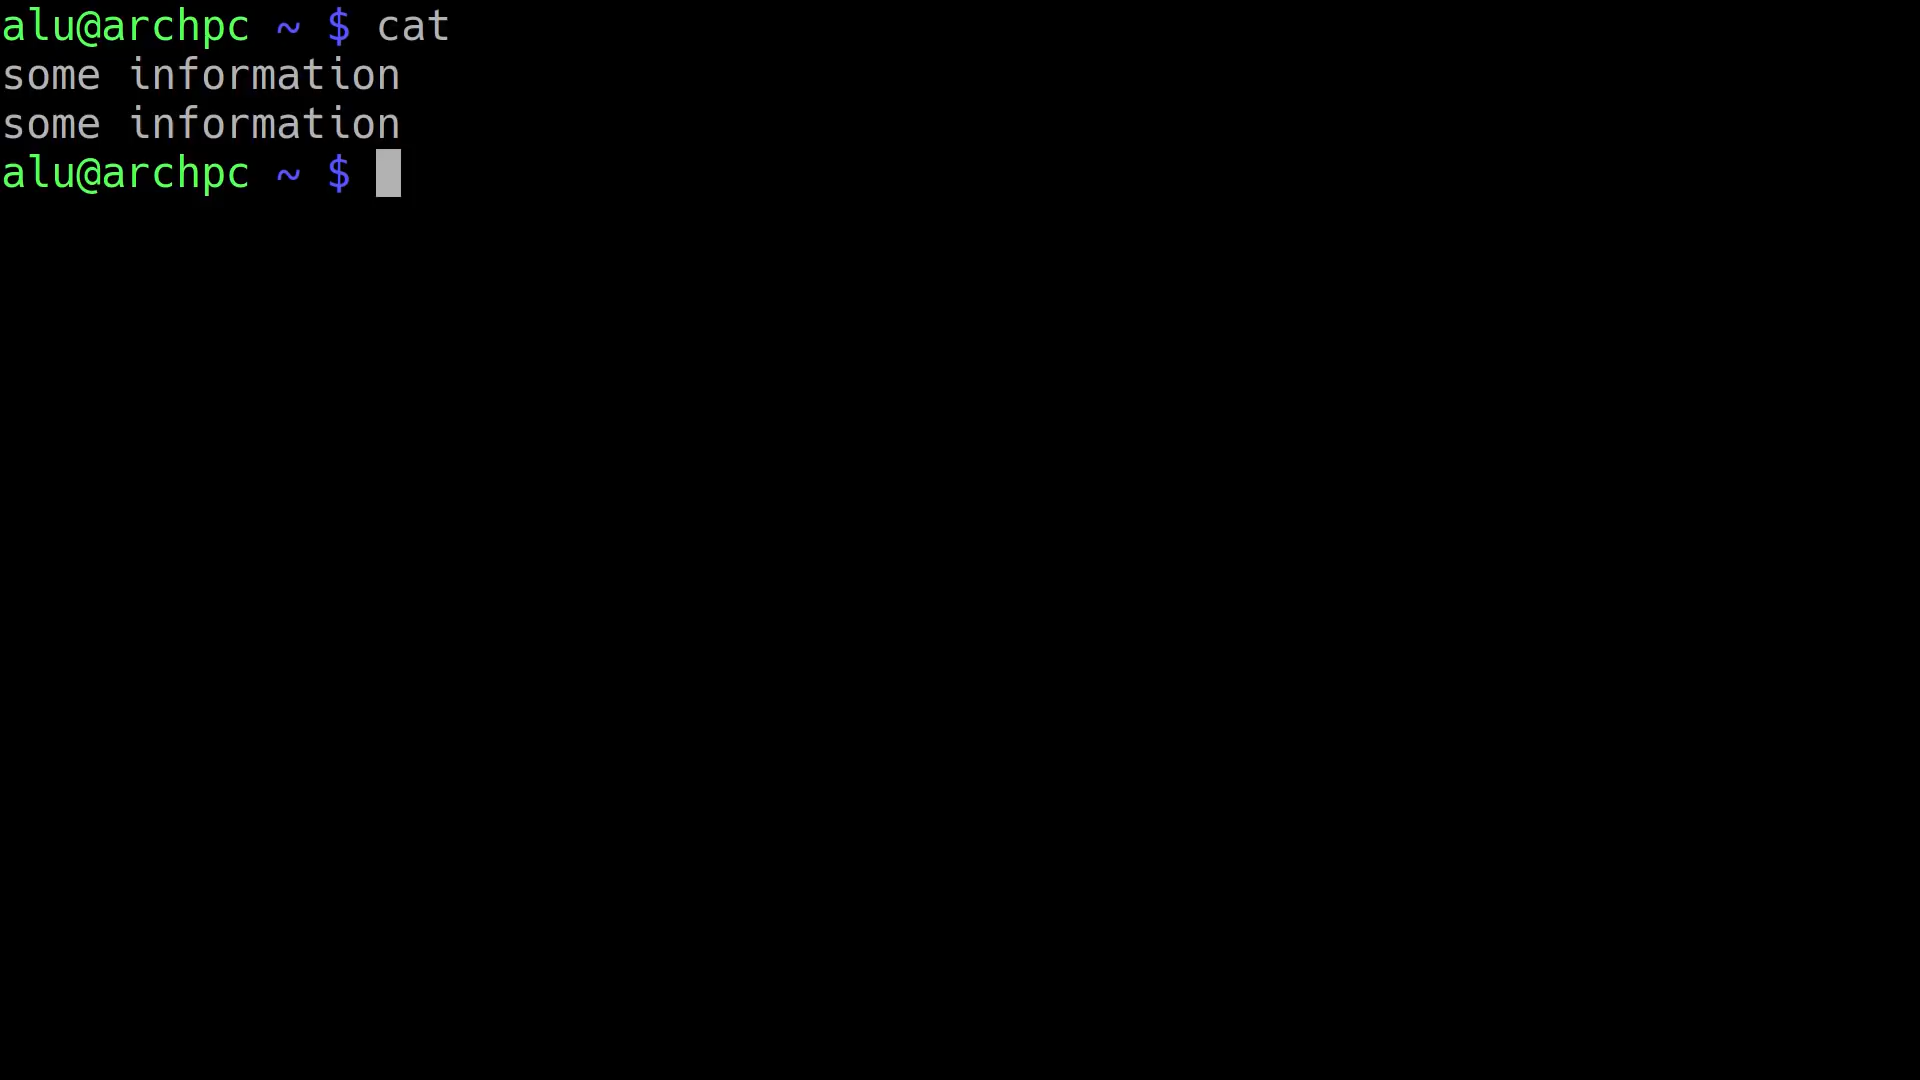 alu@archpc ~ $ cat
some information
some information
alu@archpc ~ $